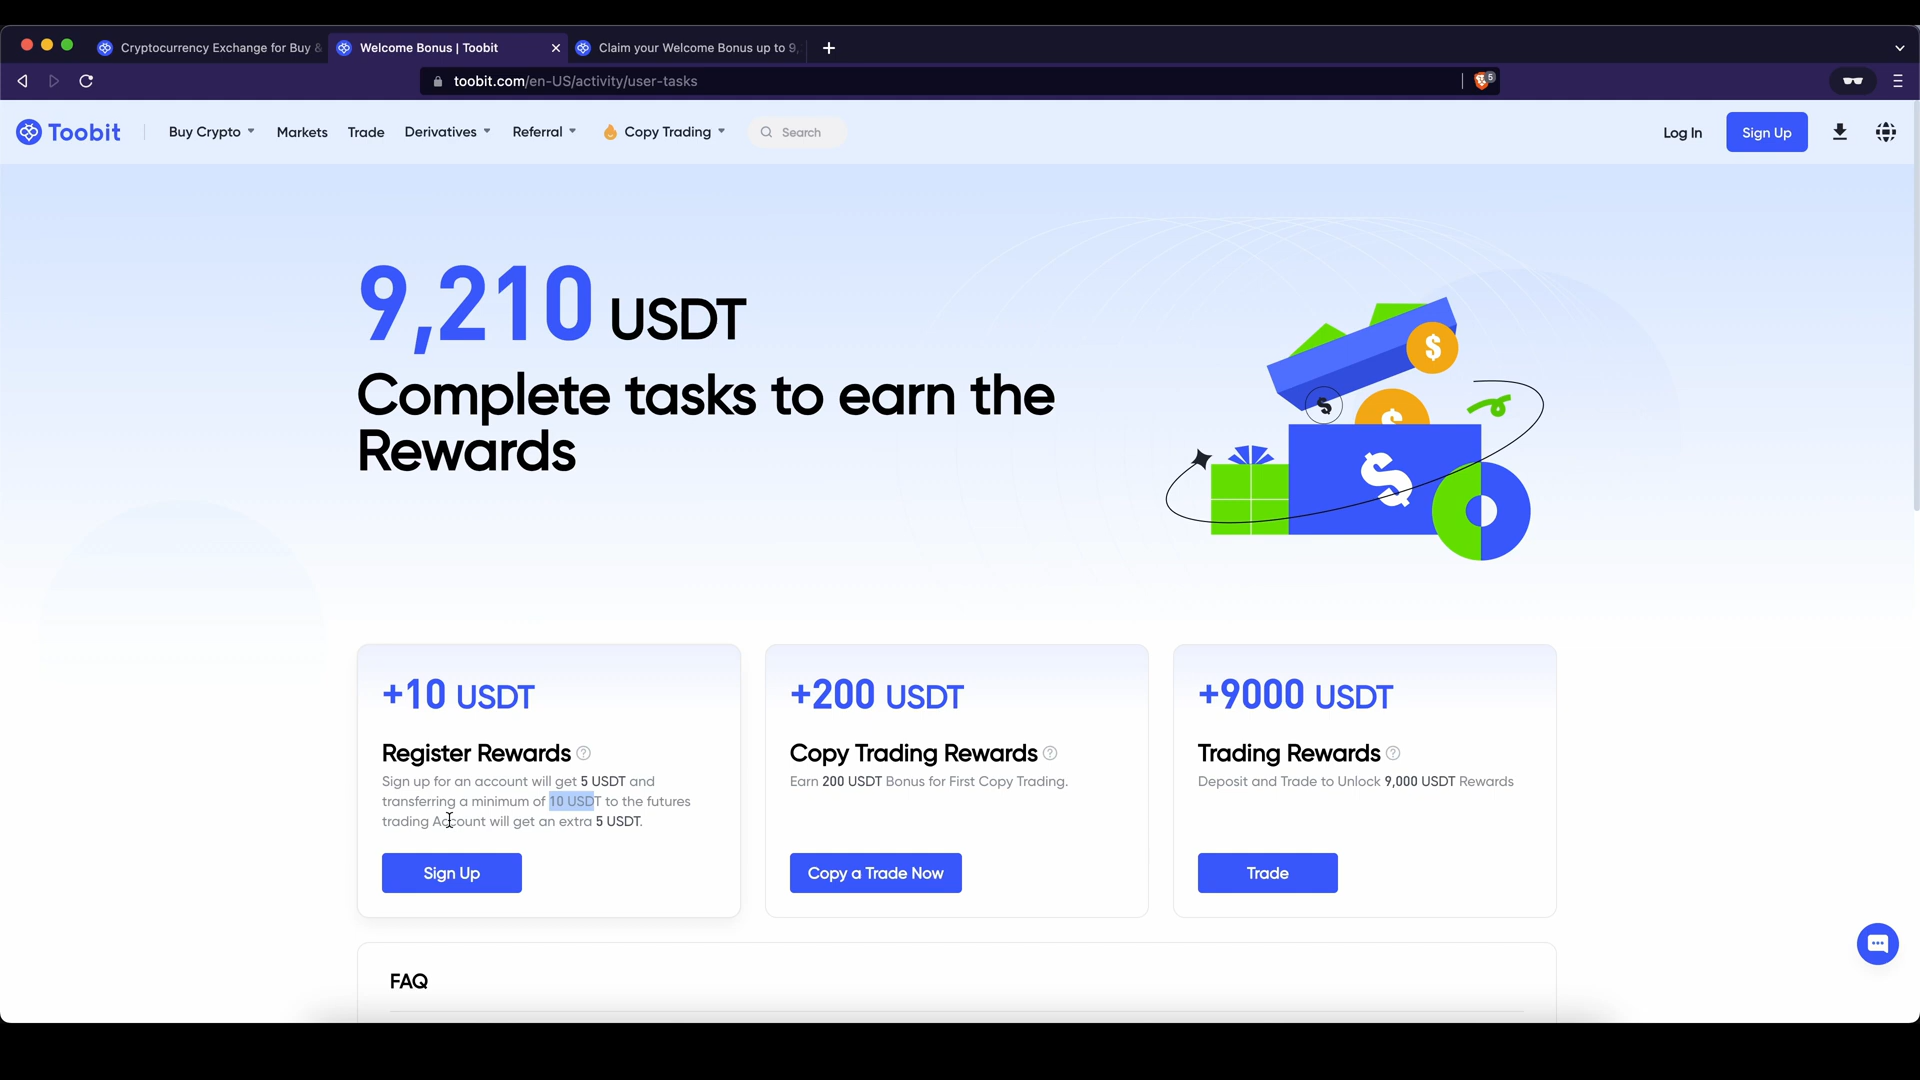 Cryptocurrency Exchange for Buy &
Welcome Bonus | Toobit
Claim your Welcome Bonus up to 9,
toobit.com/en-US/activity/user-tasks
5
Toobit
Buy Crypto
Markets
Trade
Derivatives
Referral
Copy Trading
Search
Log In
Sign Up
9,210 USDT
Complete tasks to earn the
Rewards
+10 USDT
Register Rewards
Sign up for an account will get 5 USDT and
transferring a minimum of 10 USDT to the futures
trading Account will get an extra 5 USDT.
Sign Up
+200 USDT
Copy Trading Rewards
Earn 200 USDT Bonus for First Copy Trading.
Copy a Trade Now
+9000 USDT
Trading Rewards
Deposit and Trade to Unlock 9,000 USDT Rewards
Trade
FAQ